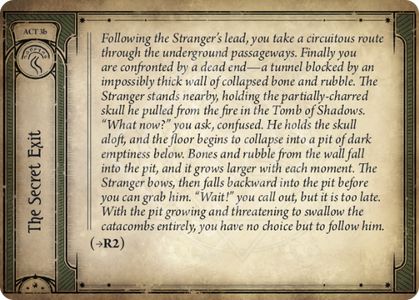 ACT 3b
The Secret Exit
Following the Stranger's lead, you take a circuitous route
through the underground passageways. Finally you
are confronted by a dead end—a tunnel blocked by an
impossibly thick wall of collapsed bone and rubble. The
Stranger stands nearby, holding the partially-charred
skull he pulled from the fire in the Tomb of Shadows.
“What now?” you ask, confused. He holds the skull
aloft, and the floor begins to collapse into a pit of dark
emptiness below. Bones and rubble from the wall fall
into the pit, and it grows larger with each moment. The
Stranger bows, then falls backward into the pit before
you can grab him. “Wait!” you call out, but it is too late.
With the pit growing and threatening to swallow the
catacombs entirely, you have no choice but to follow him.
(→R2)